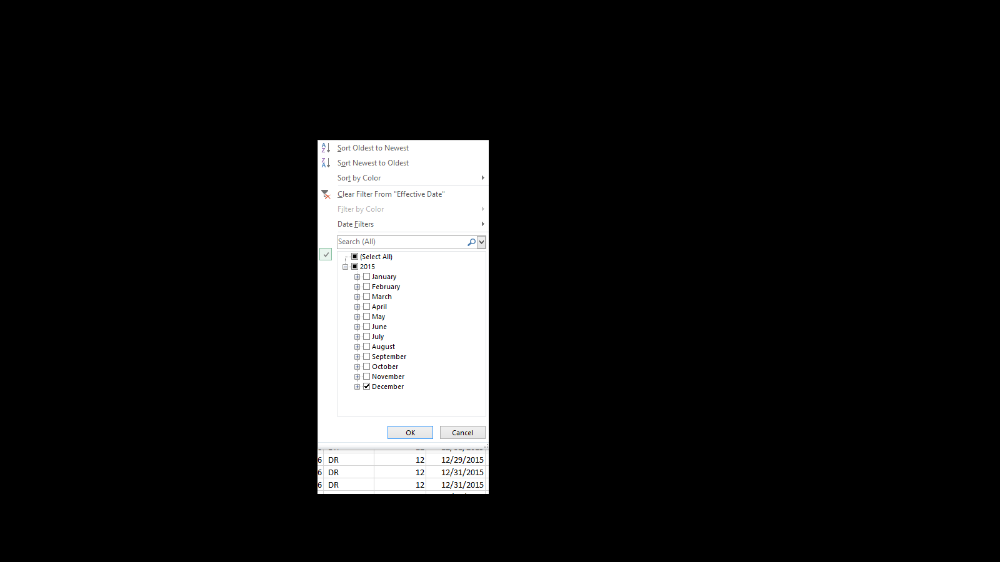 Sort Oldest to Newest
Sort Newest to Oldest
Sort by Color
Clear Filter From "Effective Date"
Filter by Color
Date Filters
Search (All)
(Select All)
2015
January
February
March
April
May
June
July
August
September
October
November
December
OK Cancel
6 DR 12 12/29/2015
6 DR 12 12/31/2015
6 DR 12 12/31/2015